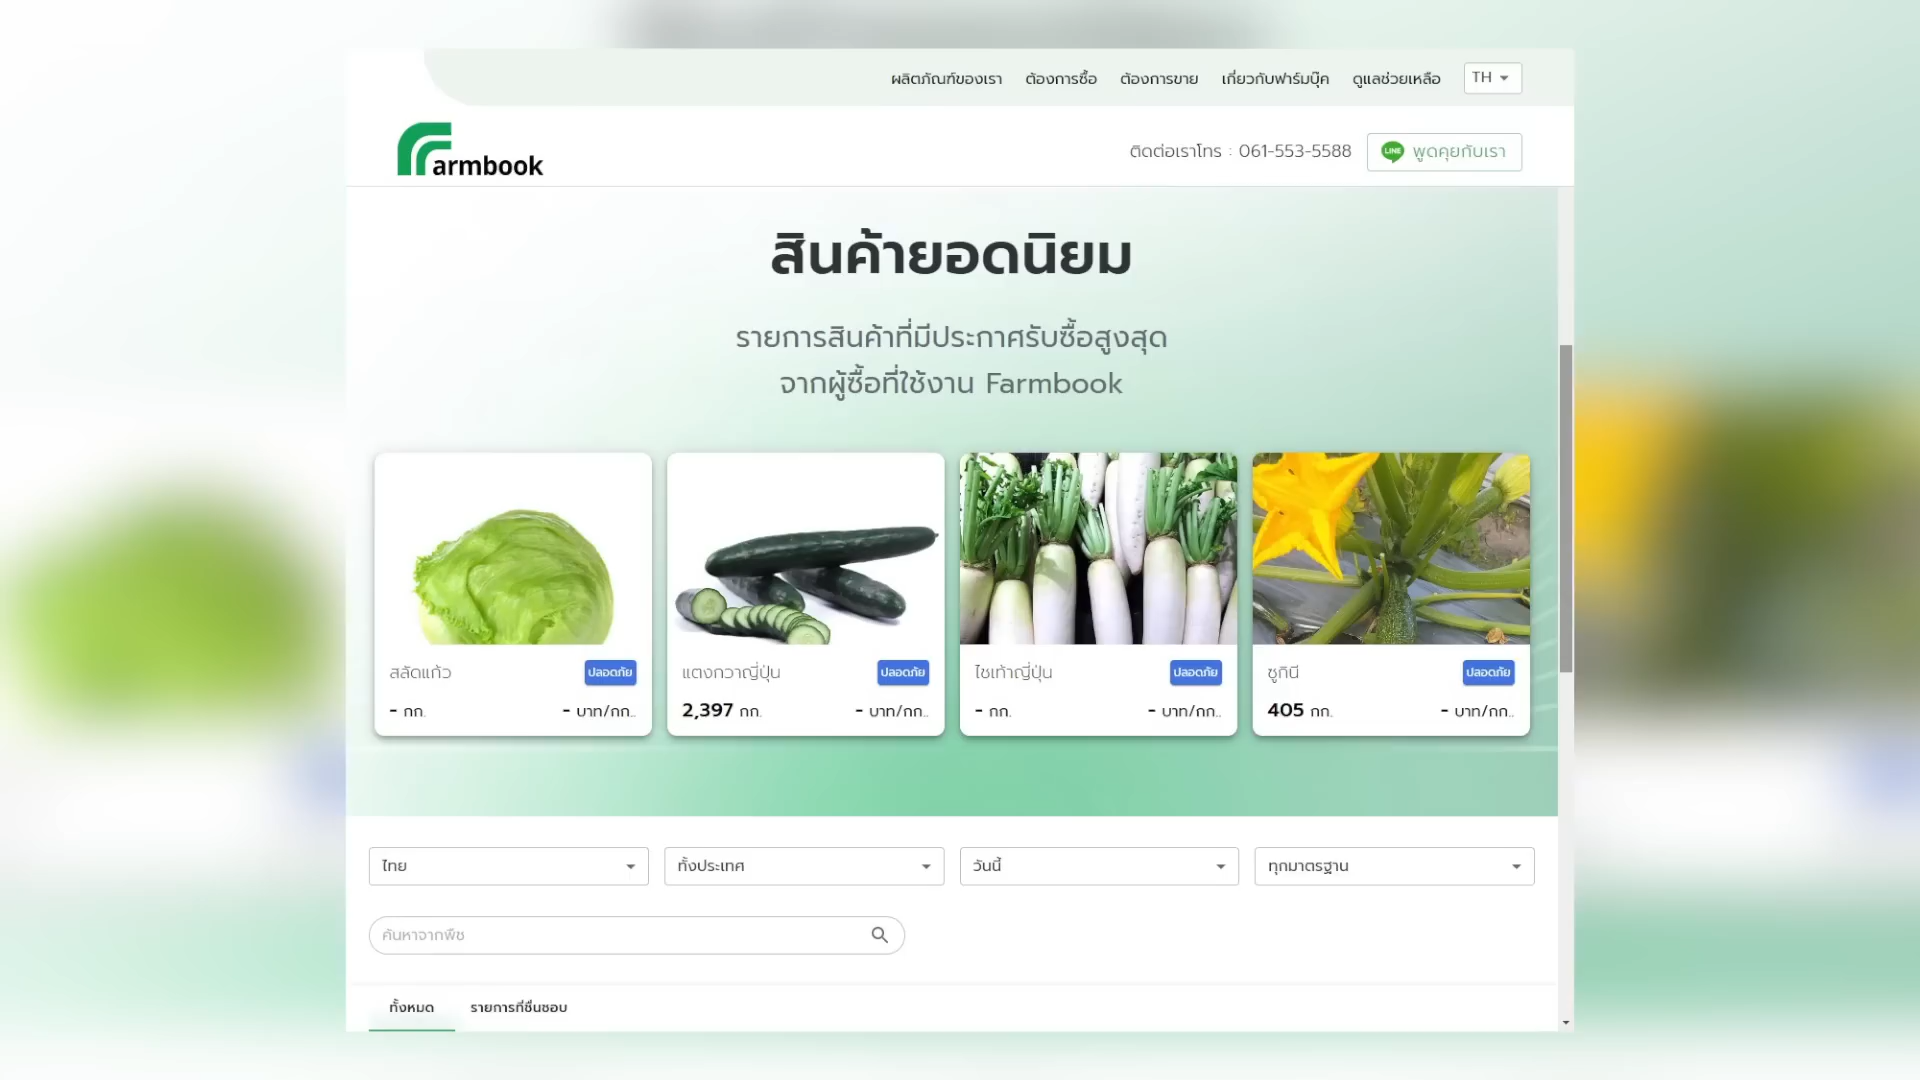 ผลิตภัณฑ์ของเรา ต้องการซื้อ ต้องการขาย เกี่ยวกับฟาร์มบุ๊ค ดูแลช่วยเหลือ TH
armbook
ติดต่อเราโทร : 061-553-5588 LINE พูดคุยกับเรา
สินค้ายอดนิยม
รายการสินค้าที่มีประกาศรับซื้อสูงสุด
จากผู้ซื้อที่ใช้งาน Farmbook
สลัดแก้ว ปลอดภัย
- กก. - บาท/กก..
แตงกวาญี่ปุ่น ปลอดภัย
2,397 กก. - บาท/กก..
ไชเท้าญี่ปุ่น ปลอดภัย
- กก. - บาท/กก..
ซูกินี ปลอดภัย
405 กก. - บาท/กก..
ไทย ทั้งประเทศ วันนี้ ทุกมาตรฐาน
ค้นหาจากพืช
ทั้งหมด รายการที่ชื่นชอบ